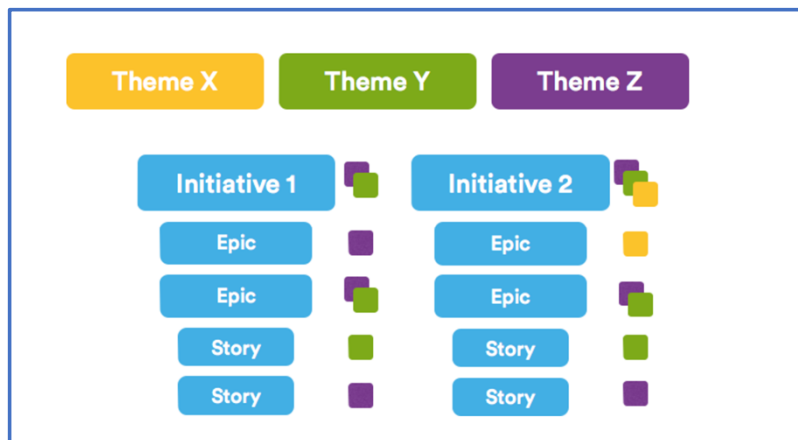 Theme X Theme Y Theme Z
Initiative 1 Initiative 2
Epic Epic
Epic Epic
Story Story
Story Story